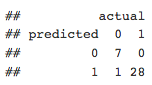 ##          actual
## predicted  0  1
##         0  7  0
##         1  1 28